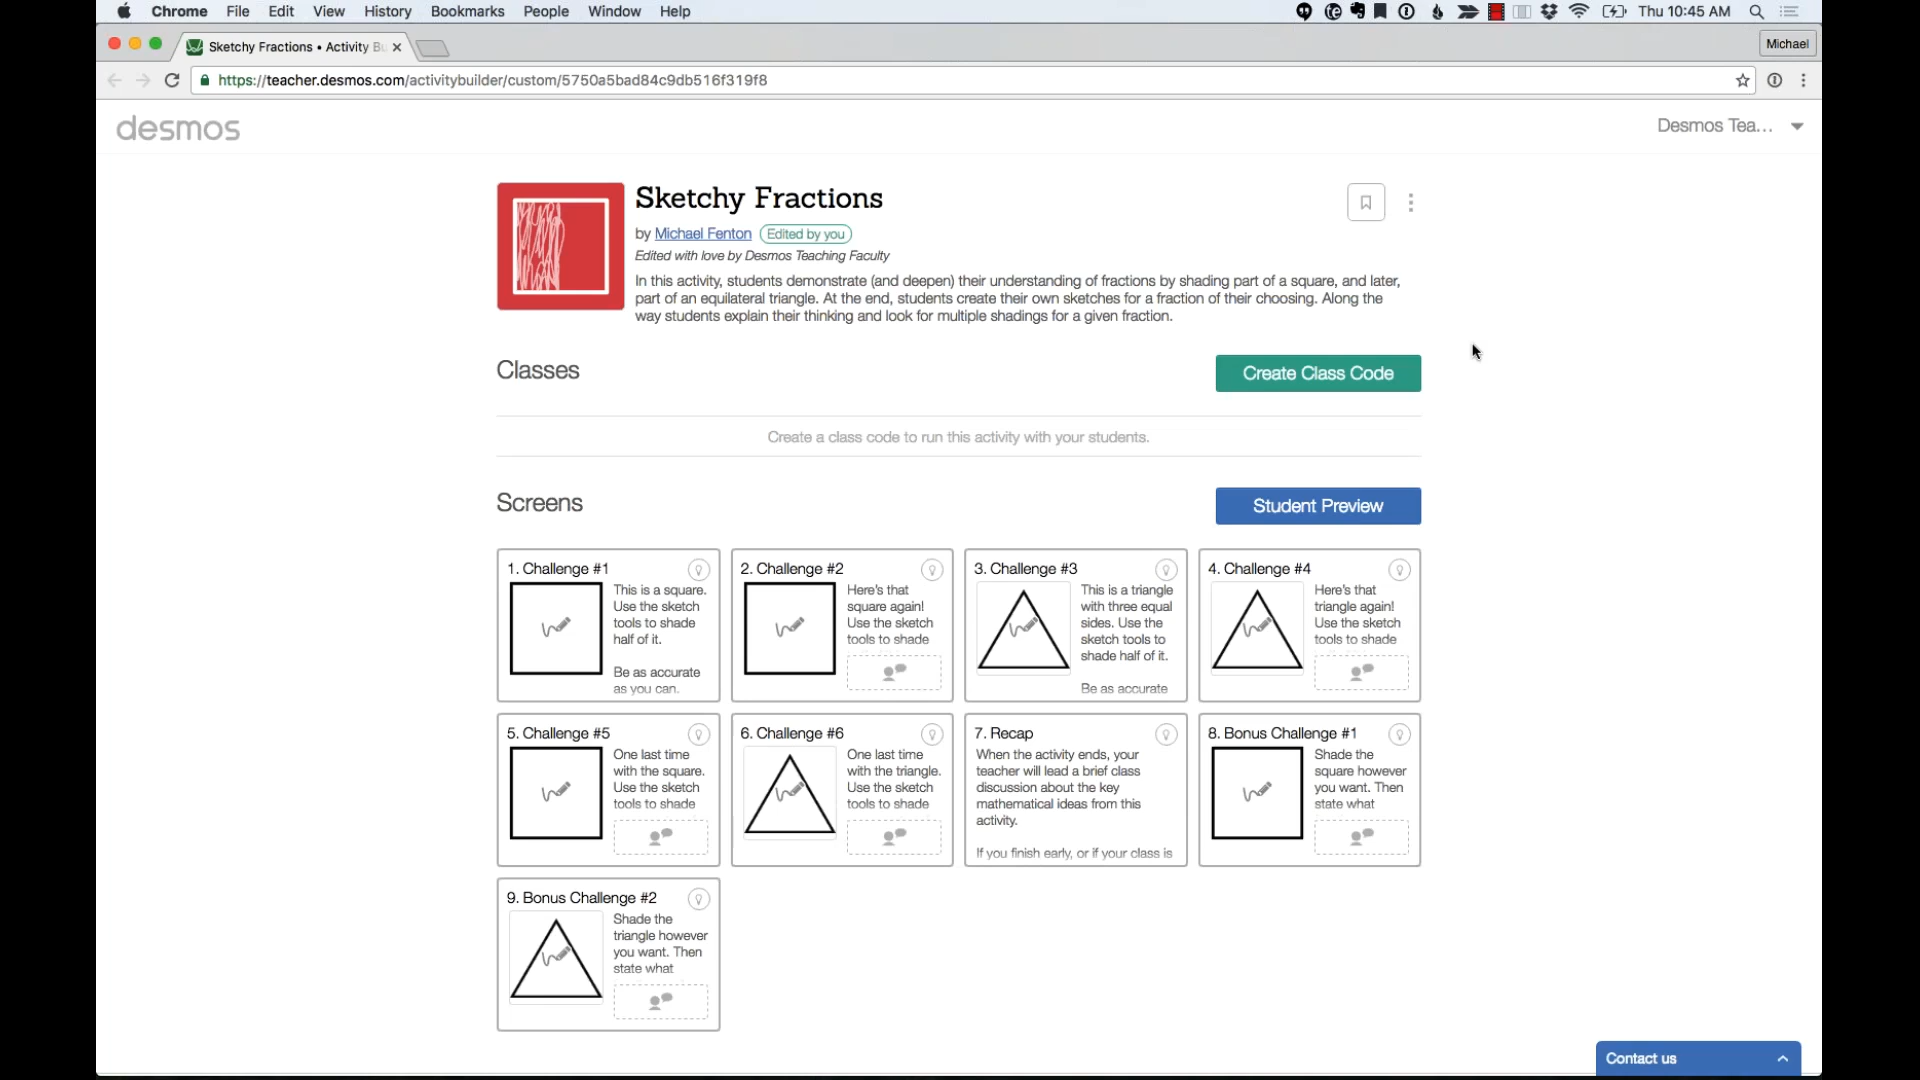 Chrome File Edit View History Bookmarks People Window Help Thu 10:45 AM
Sketchy Fractions • Activity Bu
Michael
https://teacher.desmos.com/activitybuilder/custom/5750a5bad84c9db516f319f8
desmos
Desmos Tea...
Sketchy Fractions
by Michael Fenton Edited by you
Edited with love by Desmos Teaching Faculty
In this activity, students demonstrate (and deepen) their understanding of fractions by shading part of a square, and later,
part of an equilateral triangle. At the end, students create their own sketches for a fraction of their choosing. Along the
way students explain their thinking and look for multiple shadings for a given fraction.
Classes
Create Class Code
Create a class code to run this activity with your students.
Screens
Student Preview
1. Challenge #1
This is a square.
Use the sketch
tools to shade
half of it.
Be as accurate
as you can.
2. Challenge #2
Here's that
square again!
Use the sketch
tools to shade
3. Challenge #3
This is a triangle
with three equal
sides. Use the
sketch tools to
shade half of it.
Be as accurate
4. Challenge #4
Here's that
triangle again!
Use the sketch
tools to shade
5. Challenge #5
One last time
with the square.
Use the sketch
tools to shade
6. Challenge #6
One last time
with the triangle.
Use the sketch
tools to shade
7. Recap
When the activity ends, your
teacher will lead a brief class
discussion about the key
mathematical ideas from this
activity.
If you finish early, or if your class is
8. Bonus Challenge #1
Shade the
square however
you want. Then
state what
9. Bonus Challenge #2
Shade the
triangle however
you want. Then
state what
Contact us